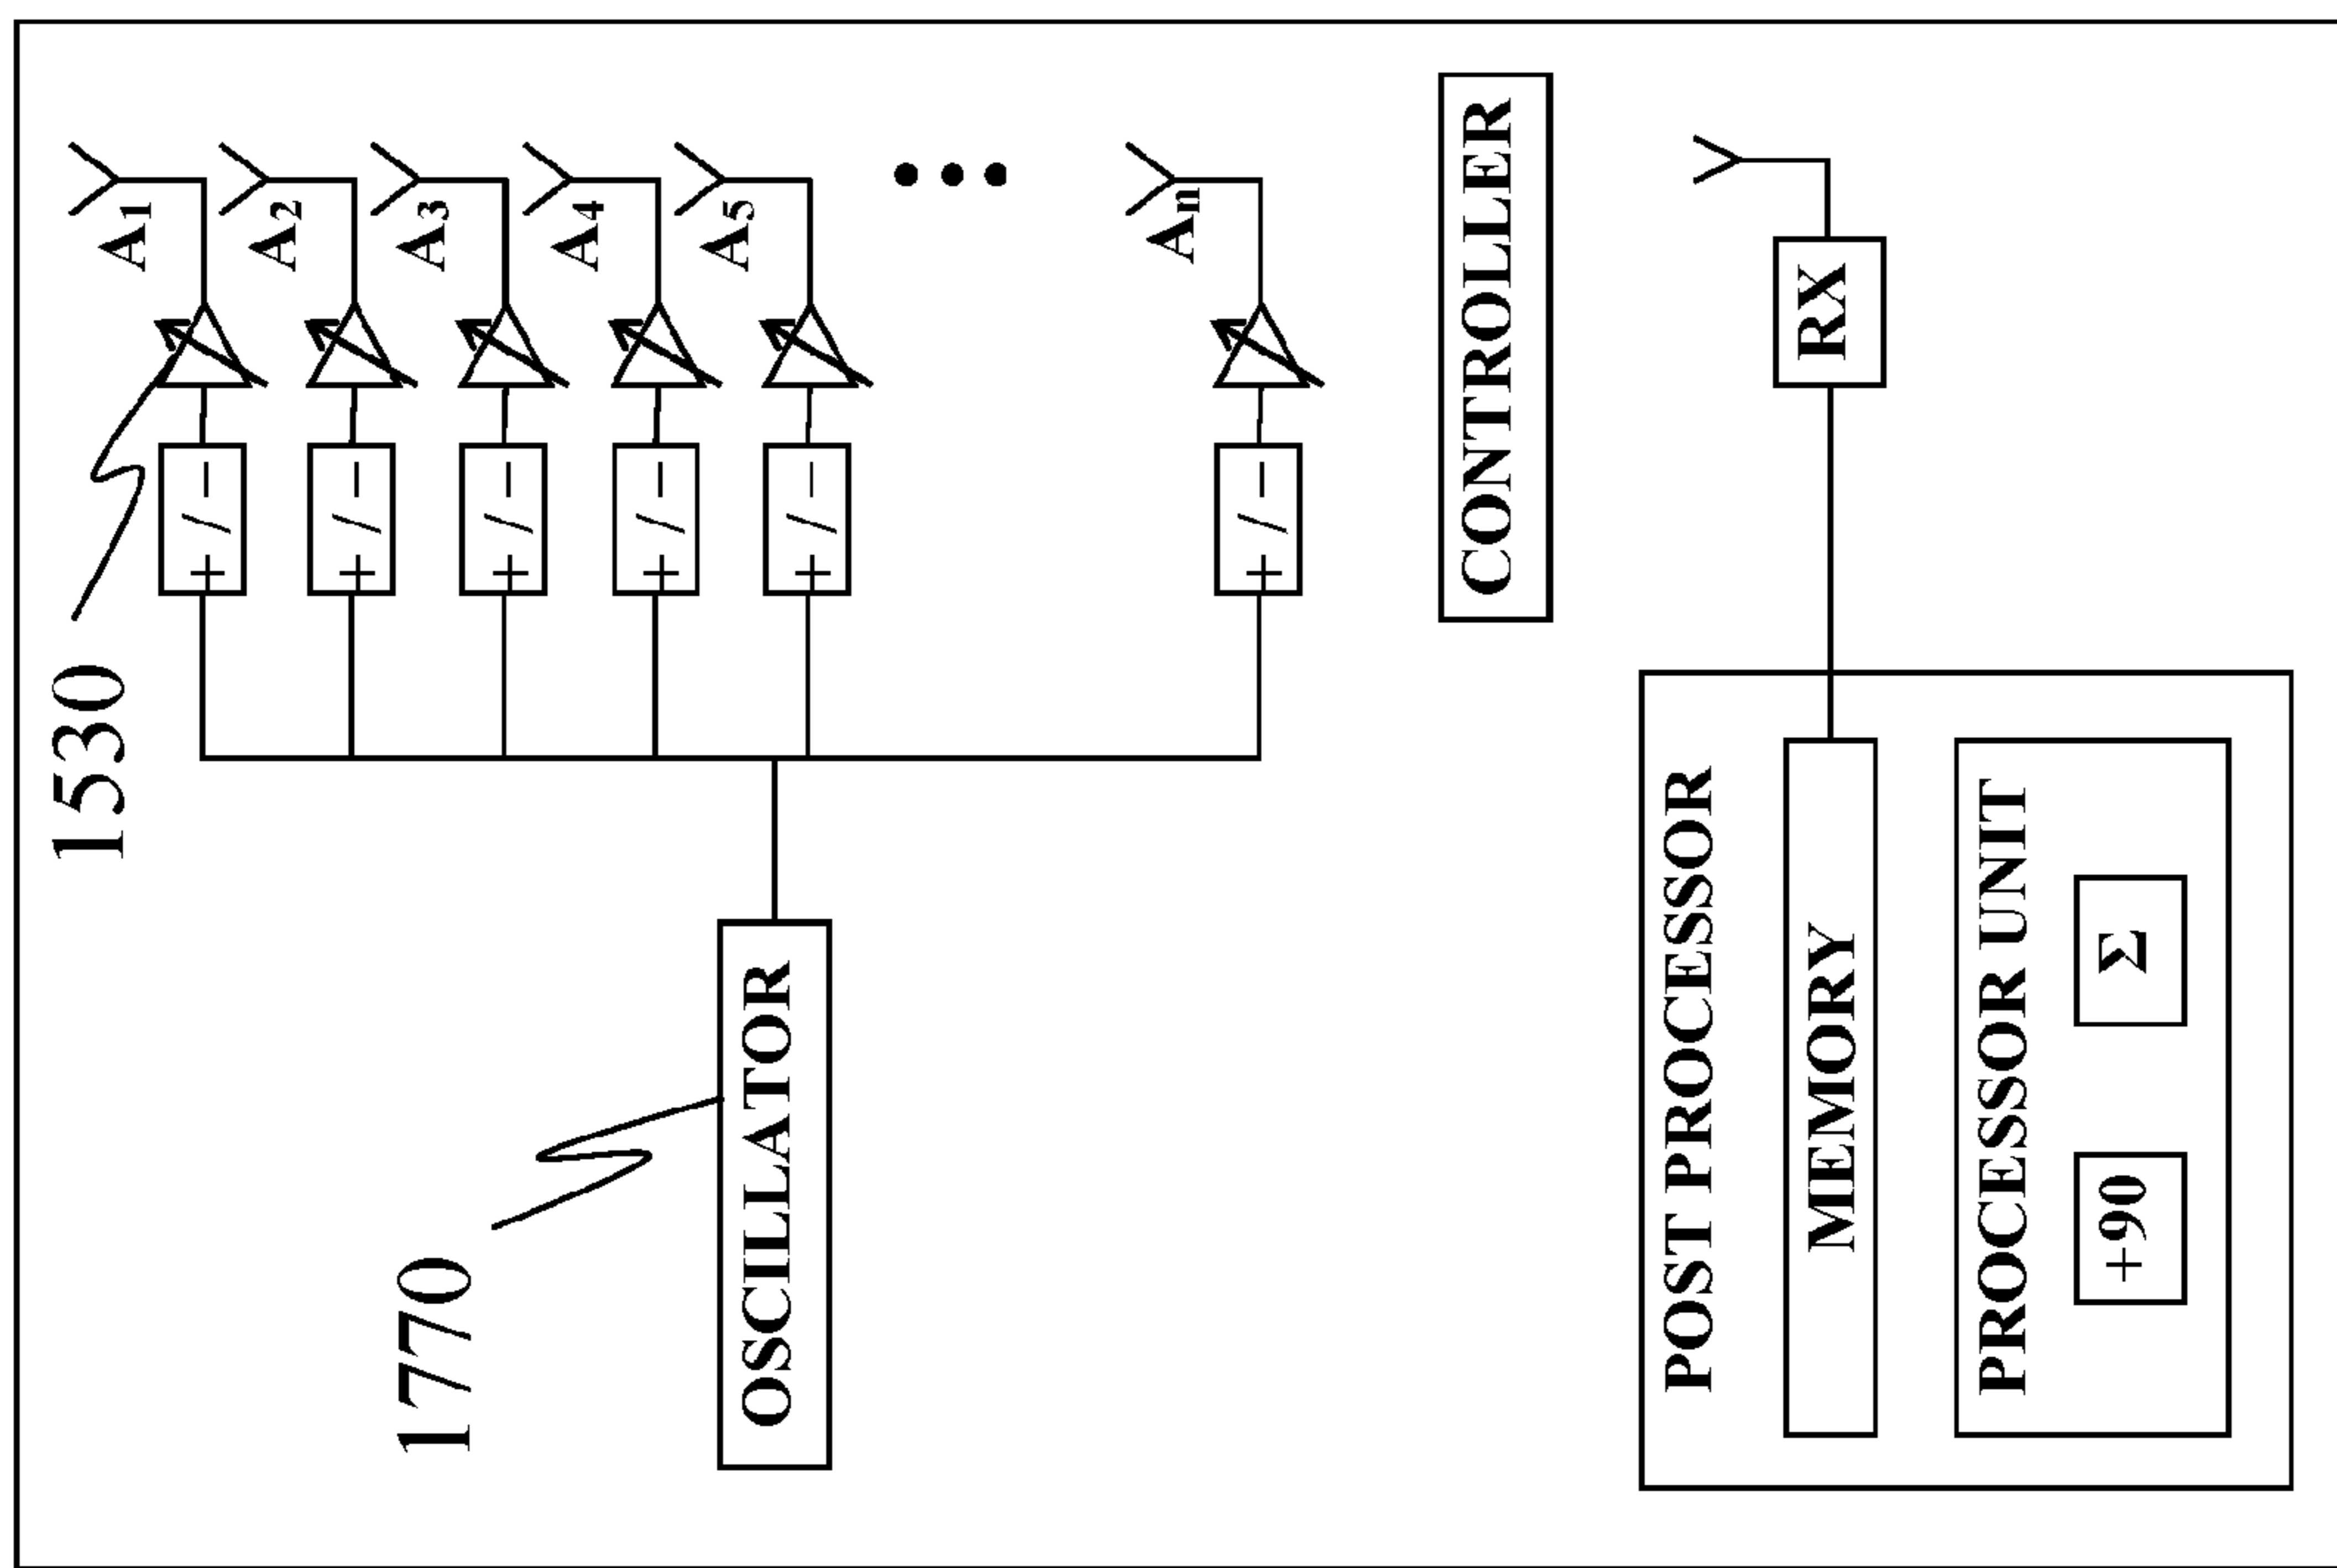 1530
A1
+ / −
A2
+ / −
A3
+ / −
A4
+ / −
A5
+ / −
An
+ / −
1770
OSCILLATOR
CONTROLLER
RX
POST PROCESSOR
MEMORY
PROCESSOR UNIT
+90
Σ